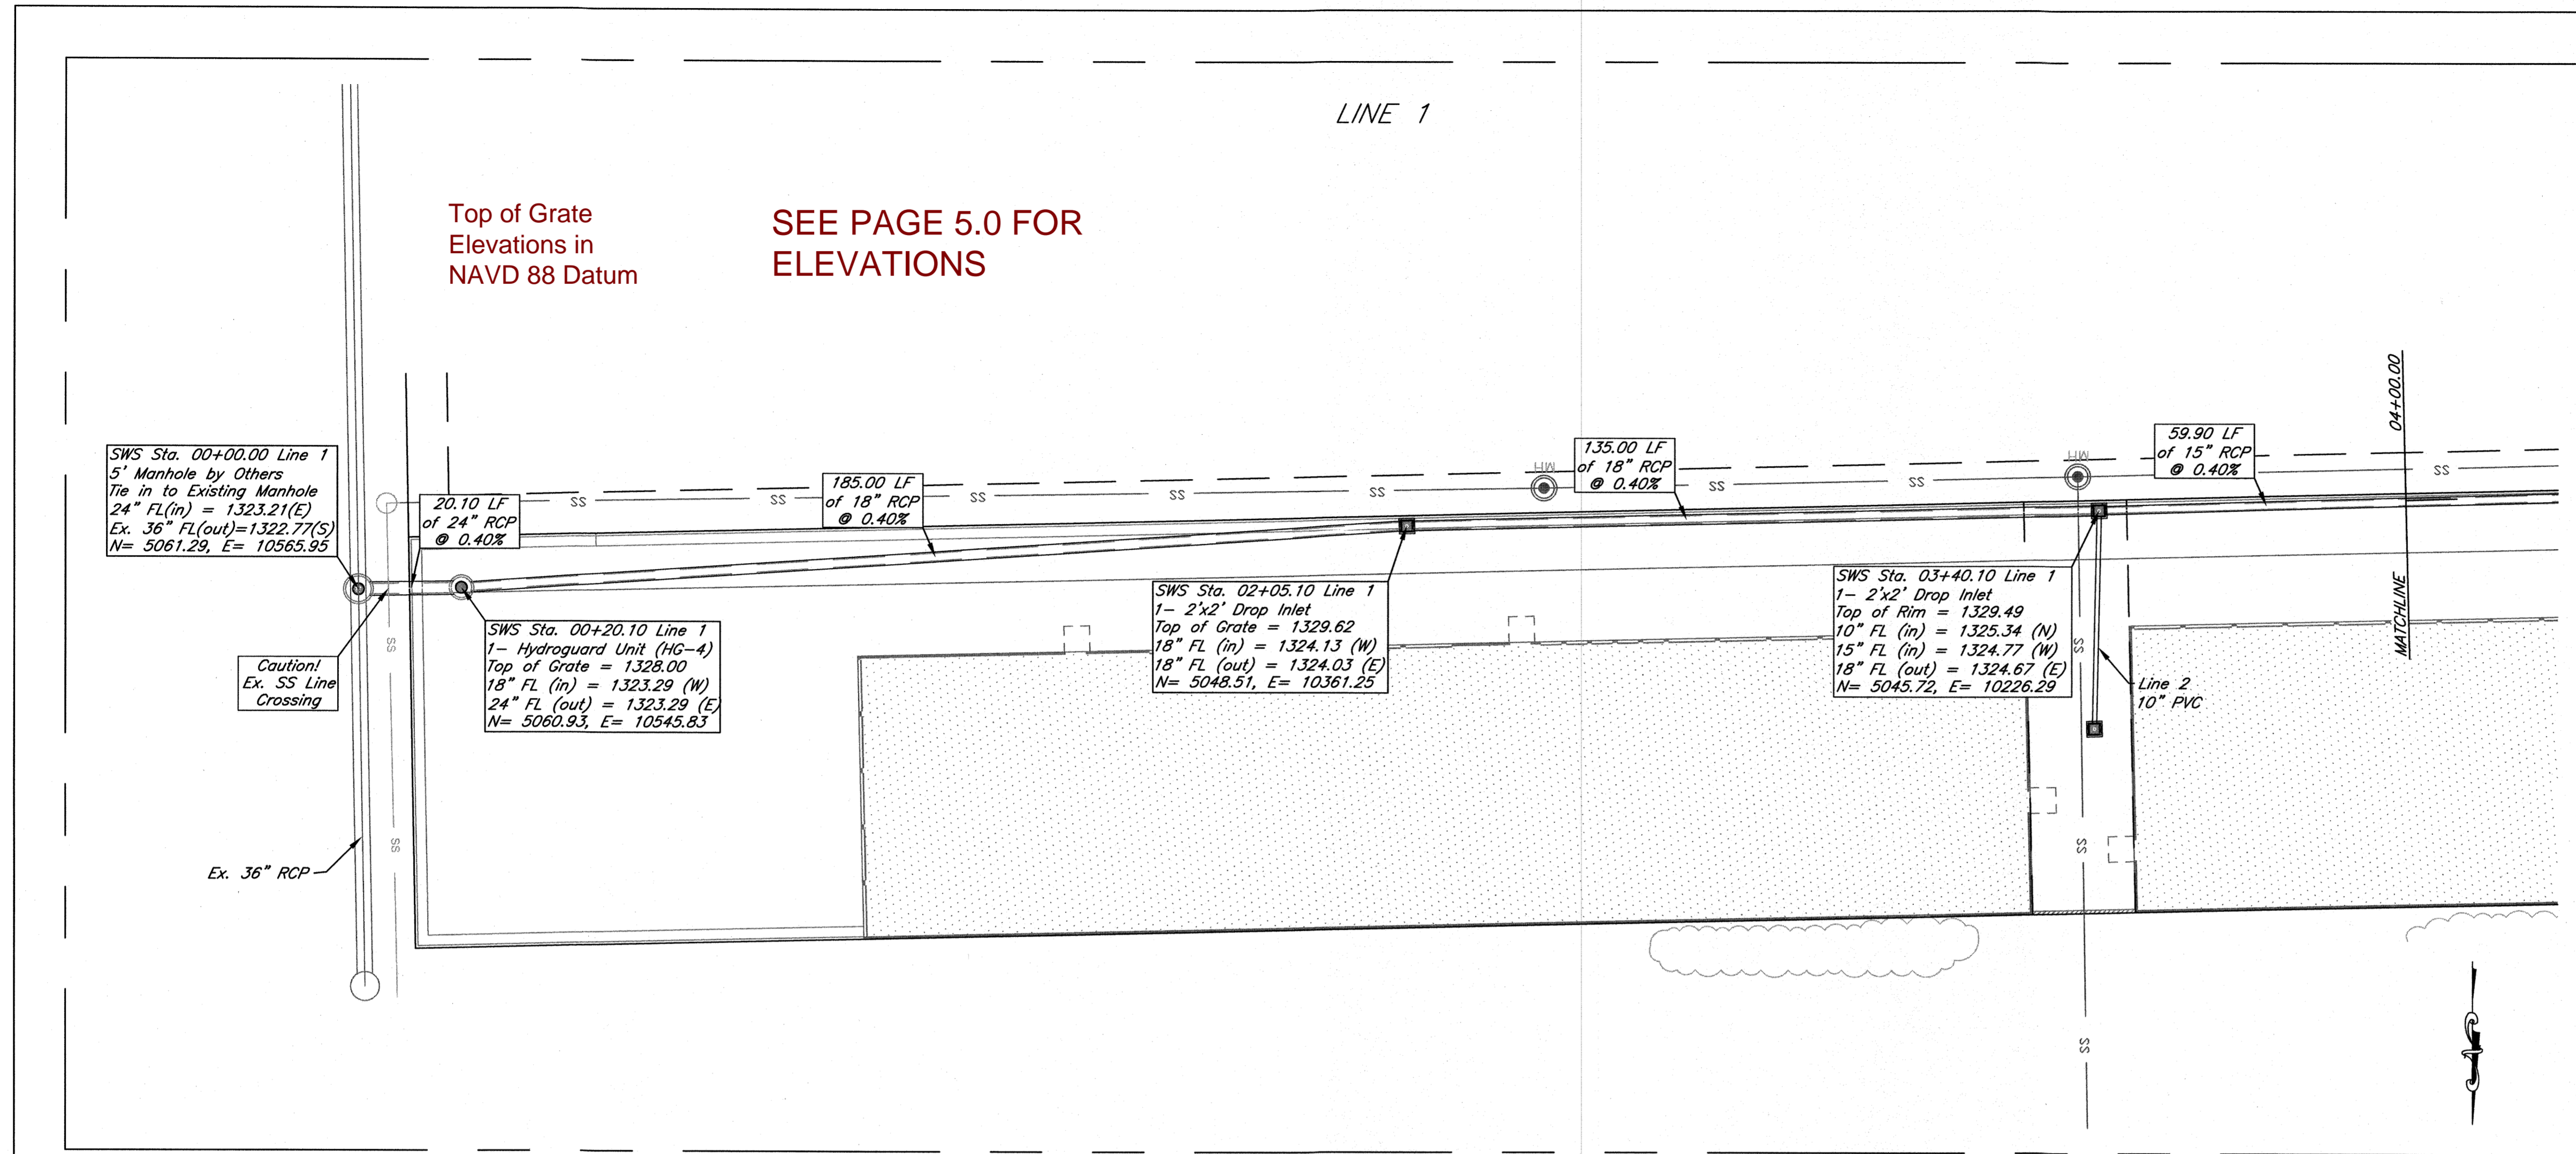 LINE 1
Top of Grate
Elevations in
NAVD 88 Datum
SEE PAGE 5.0 FOR
ELEVATIONS
SWS Sta. 00+00.00 Line 1
5' Manhole by Others
Tie in to Existing Manhole
24" FL(in) = 1323.21(E)
Ex. 36" FL(out)=1322.77(S)
N= 5061.29, E= 10565.95
20.10 LF
of 24" RCP
@ 0.40%
185.00 LF
of 18" RCP
@ 0.40%
135.00 LF
of 18" RCP
@ 0.40%
59.90 LF
of 15" RCP
@ 0.40%
04+00.00
MATCHLINE
MH
MH
SS
SS
SS
SS
SS
SS
SS
SS
SS
SS
SS
SS
SS
Caution!
Ex. SS Line
Crossing
SWS Sta. 00+20.10 Line 1
1- Hydroguard Unit (HG-4)
Top of Grate = 1328.00
18" FL (in) = 1323.29 (W)
24" FL (out) = 1323.29 (E)
N= 5060.93, E= 10545.83
SWS Sta. 02+05.10 Line 1
1- 2'x2' Drop Inlet
Top of Grate = 1329.62
18" FL (in) = 1324.13 (W)
18" FL (out) = 1324.03 (E)
N= 5048.51, E= 10361.25
SWS Sta. 03+40.10 Line 1
1- 2'x2' Drop Inlet
Top of Rim = 1329.49
10" FL (in) = 1325.34 (N)
15" FL (in) = 1324.77 (W)
18" FL (out) = 1324.67 (E)
N= 5045.72, E= 10226.29
Line 2
10" PVC
Ex. 36" RCP